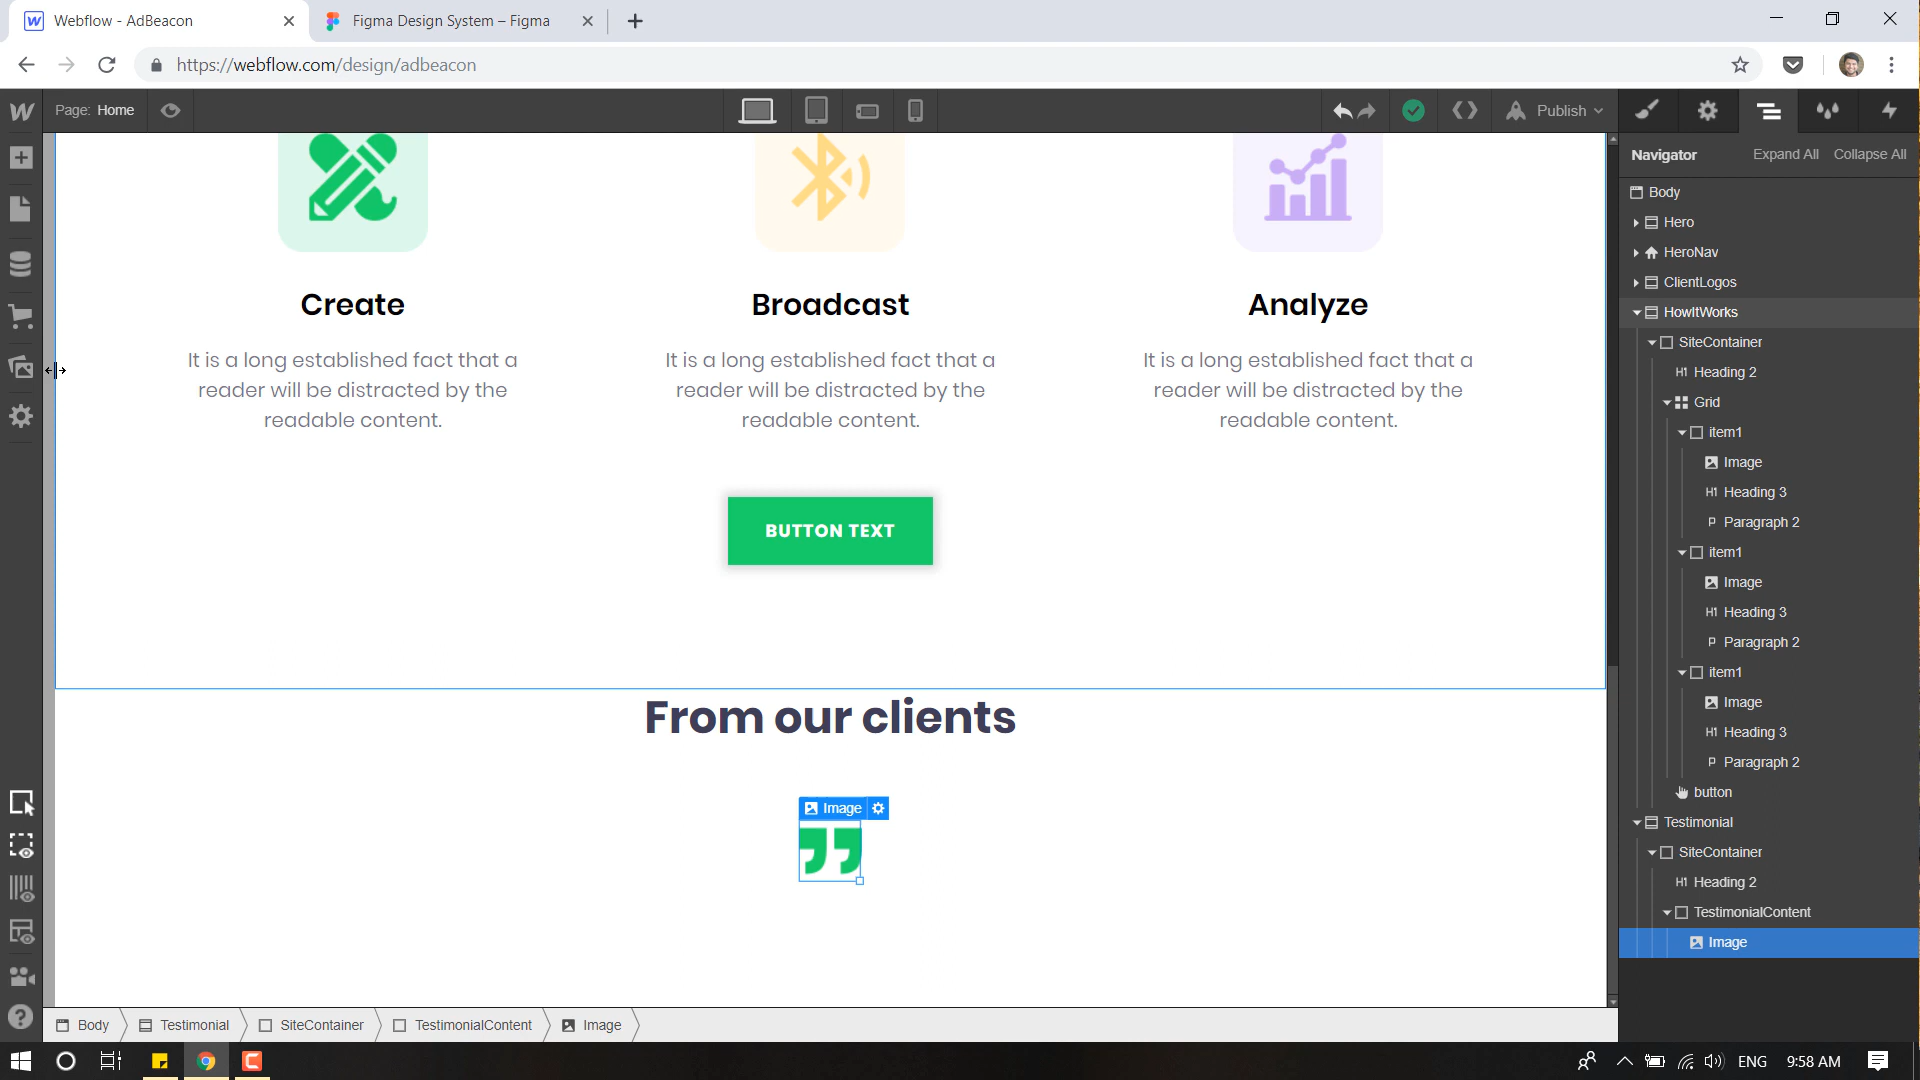 Webflow - AdBeacon
Figma Design System – Figma
https://webflow.com/design/adbeacon
Page: Home
Publish
Navigator
Expand All
Collapse All
Create
Broadcast
Analyze
It is a long established fact that a
reader will be distracted by the
readable content.
It is a long established fact that a
reader will be distracted by the
readable content.
It is a long established fact that a
reader will be distracted by the
readable content.
BUTTON TEXT
From our clients
Image
Body
Hero
HeroNav
ClientLogos
HowItWorks
SiteContainer
H1 Heading 2
Grid
item1
Image
H1 Heading 3
P Paragraph 2
item1
Image
H1 Heading 3
P Paragraph 2
item1
Image
H1 Heading 3
P Paragraph 2
button
Testimonial
SiteContainer
H1 Heading 2
TestimonialContent
Image
Body
Testimonial
SiteContainer
TestimonialContent
Image
ENG
9:58 AM